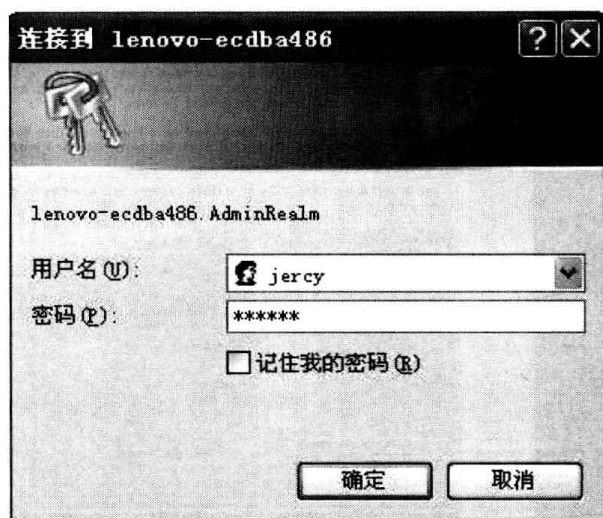 连接到 lenovo-ecdba486
lenovo-ecdba486.AdminRealm
用户名(U): jercy
密码(P): ******
记住我的密码(R)
确定 取消